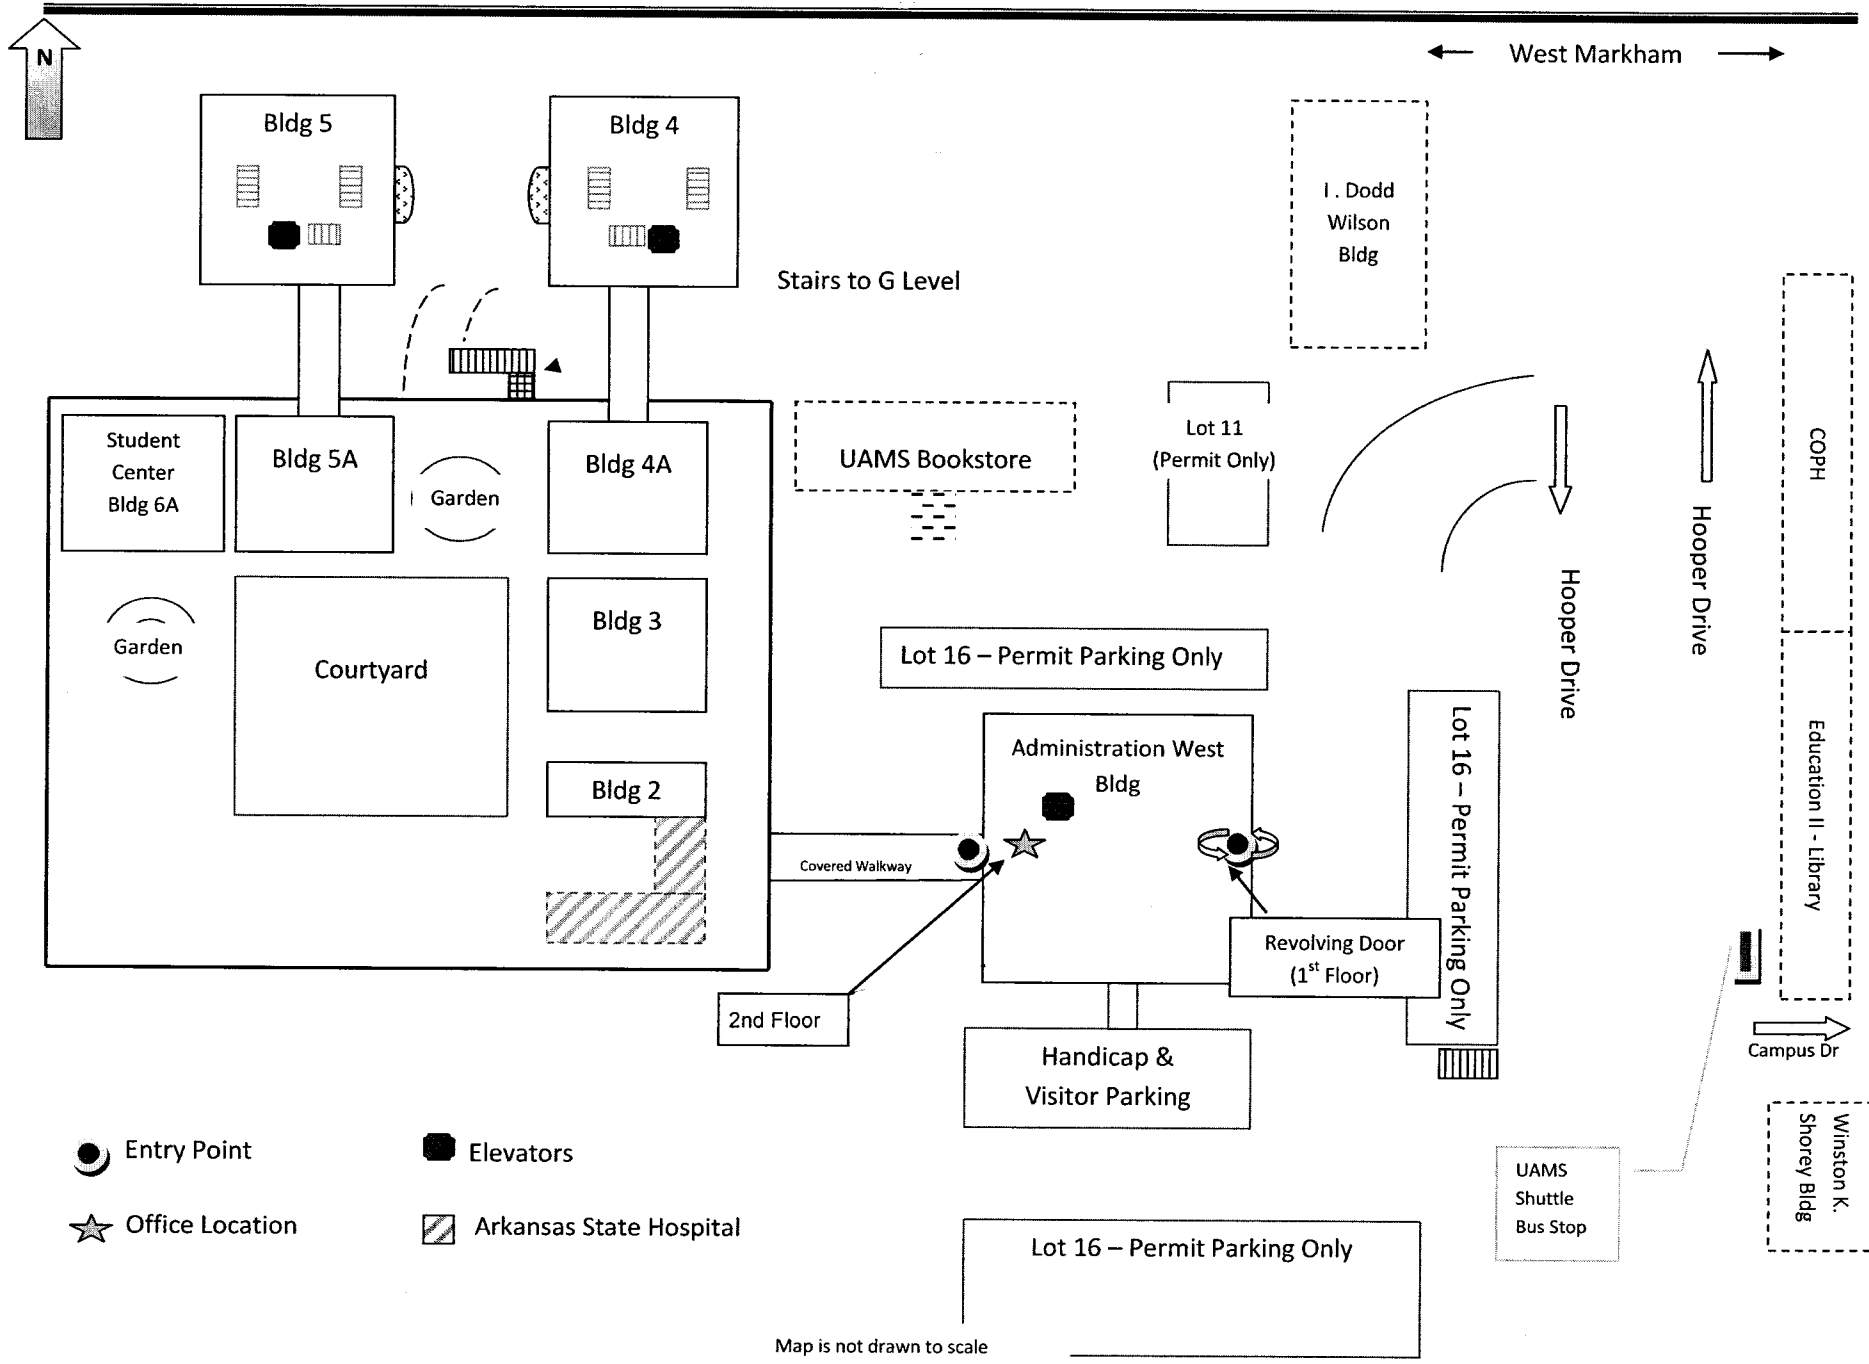 N
West Markham
Bldg 5
Bldg 4
I . Dodd
Wilson
Bldg
Stairs to G Level
Student
Center
Bldg 6A
Bldg 5A
Garden
Bldg 4A
UAMS Bookstore
Lot 11
(Permit Only)
COPH
Hooper Drive
Hooper Drive
Garden
Courtyard
Bldg 3
Lot 16 – Permit Parking Only
Administration West
Bldg
Lot 16 – Permit Parking Only
Education II - Library
Bldg 2
Covered Walkway
Revolving Door
(1st Floor)
2nd Floor
Handicap &
Visitor Parking
Campus Dr
Winston K.
Shorey Bldg
Entry Point
Elevators
UAMS
Shuttle
Bus Stop
Office Location
Arkansas State Hospital
Lot 16 – Permit Parking Only
Map is not drawn to scale